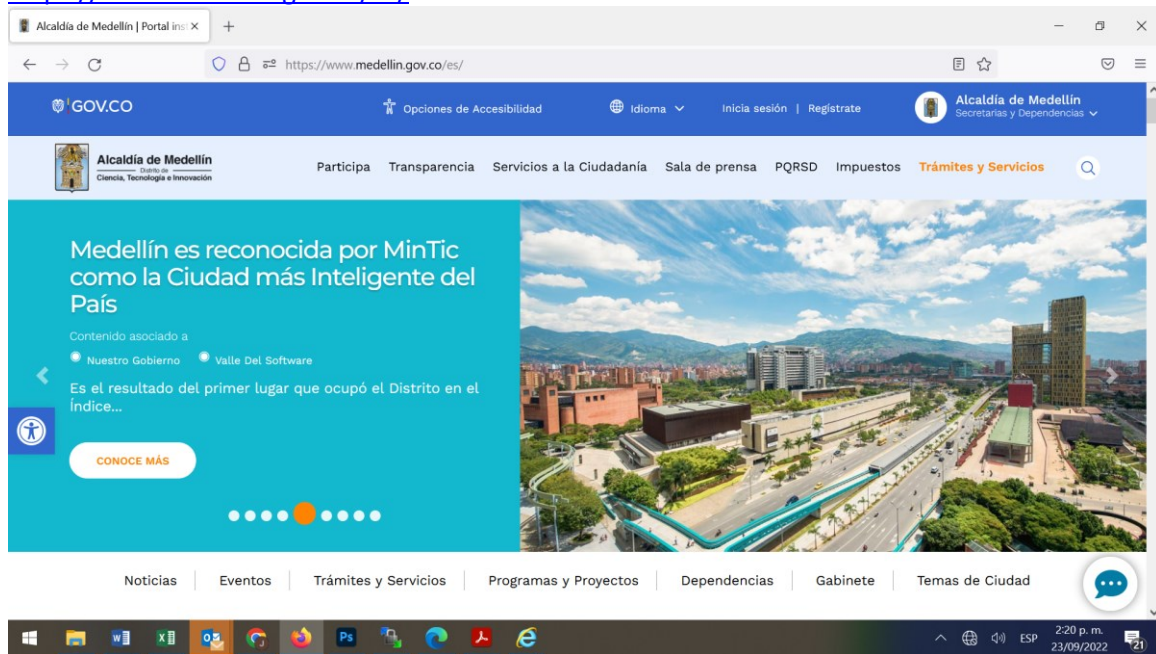 Alcaldía de Medellín | Portal inst
https://www.medellin.gov.co/es/
GOV.CO
Opciones de Accesibilidad
Idioma
Inicia sesión | Regístrate
Alcaldía de Medellín
Secretarías y Dependencias
Alcaldía de Medellín
Distrito de
Ciencia, Tecnología e Innovación
Participa Transparencia Servicios a la Ciudadanía Sala de prensa PQRSD Impuestos Trámites y Servicios
Medellín es reconocida por MinTic
como la Ciudad más Inteligente del
País
Contenido asociado a
Nuestro Gobierno Valle Del Software
Es el resultado del primer lugar que ocupó el Distrito en el
Índice...
CONOCE MÁS
Noticias Eventos Trámites y Servicios Programas y Proyectos Dependencias Gabinete Temas de Ciudad
ESP
2:20 p. m.
23/09/2022
21